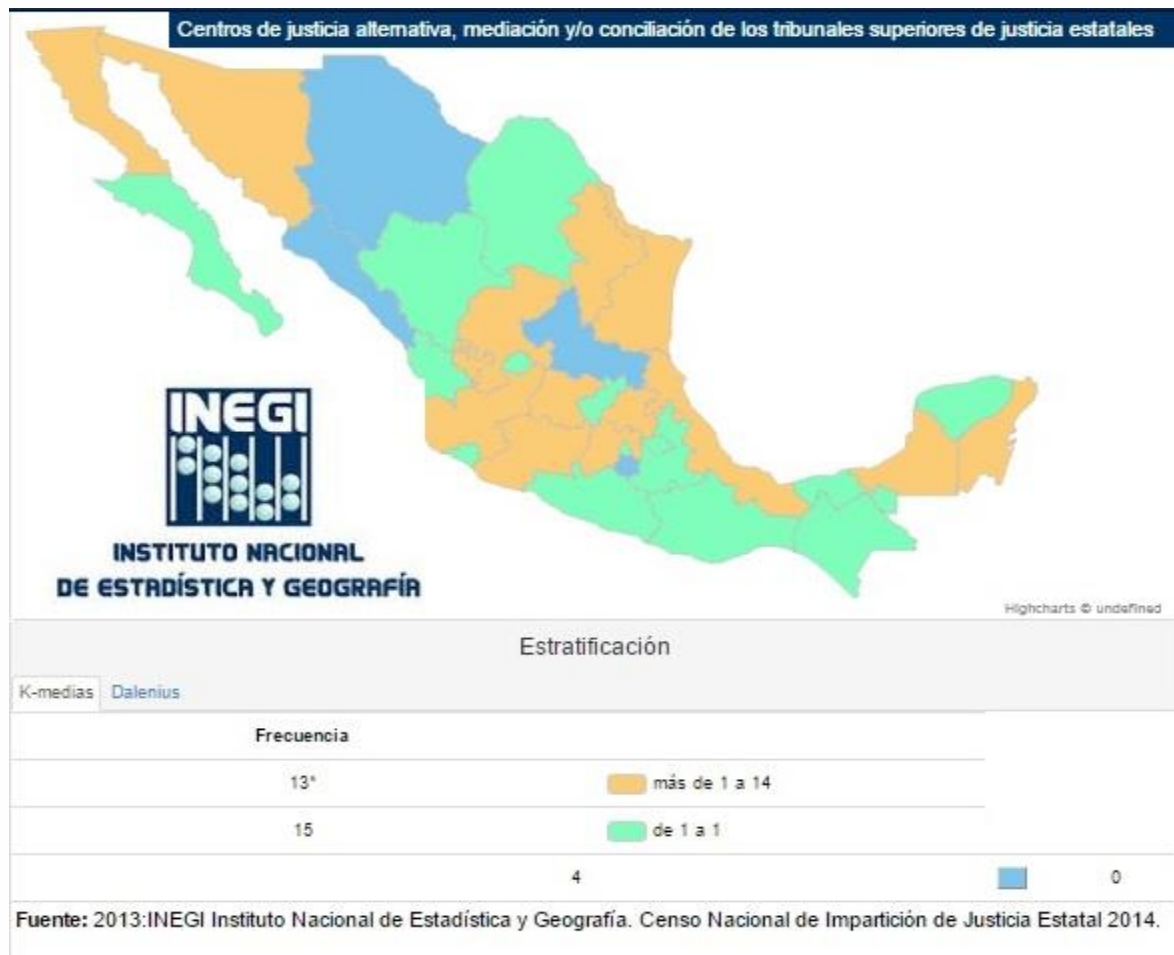 Centros de justicia alternativa, mediación y/o conciliación de los tribunales superiores de justicia estatales
INEGI
INSTITUTO NACIONAL
DE ESTADÍSTICA Y GEOGRAFÍA
Highcharts © undefined
Estratificación
K-medias Dalenius
Frecuencia
13* más de 1 a 14
15 de 1 a 1
4 0
Fuente: 2013:INEGI Instituto Nacional de Estadística y Geografía. Censo Nacional de Impartición de Justicia Estatal 2014.